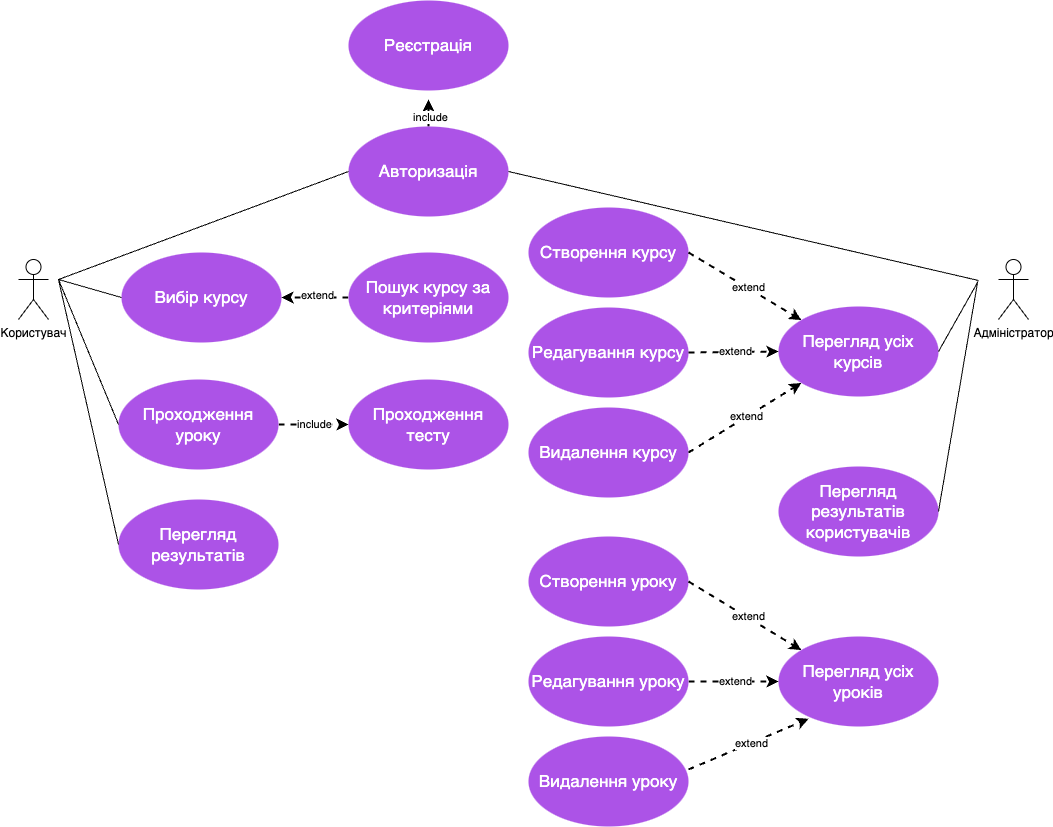 Реєстрація
include
Авторизація
Користувач
Вибір курсу
extend
Пошук курсу за
критеріями
Проходження
уроку
include
Проходження
тесту
Перегляд
результатів
Створення курсу
extend
Редагування курсу
extend
Видалення курсу
extend
Перегляд усіх
курсів
Адміністратор
Перегляд
результатів
користувачів
Створення уроку
extend
Редагування уроку
extend
Видалення уроку
extend
Перегляд усіх
уроків